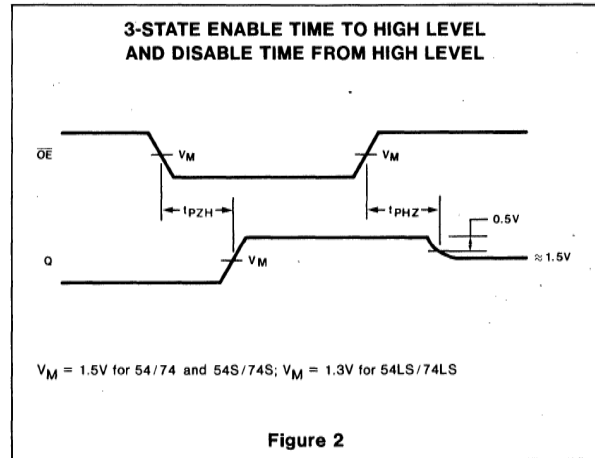 3-STATE ENABLE TIME TO HIGH LEVEL
AND DISABLE TIME FROM HIGH LEVEL
OE
VM
VM
tPZH
tPHZ
0.5V
Q
VM
≈1.5V
VM = 1.5V for 54/74 and 54S/74S; VM = 1.3V for 54LS/74LS
Figure 2